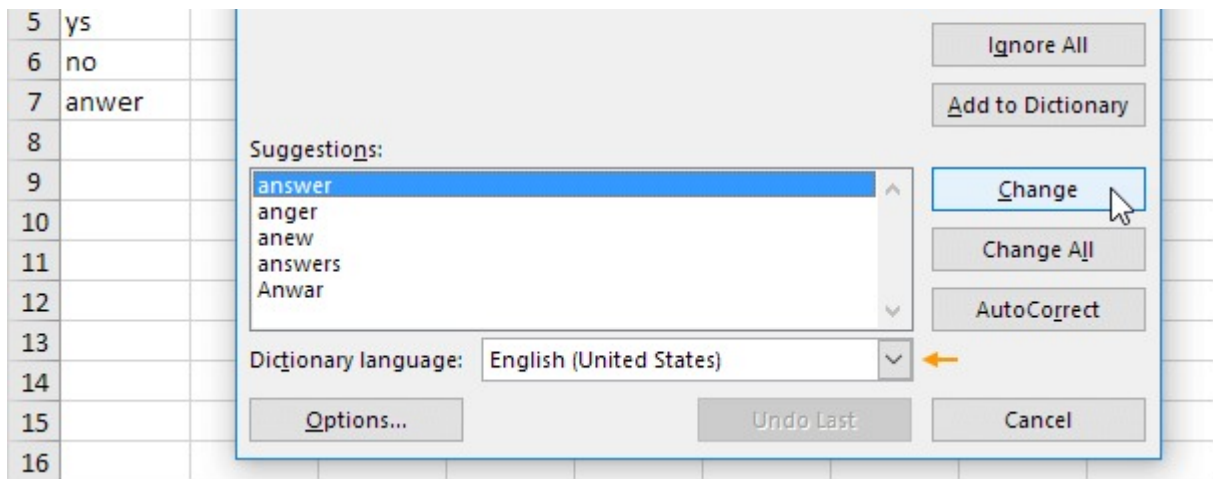 5 ys
6 no
7 anwer
8
9
10
11
12
13
14
15
16
Ignore All
Add to Dictionary
Suggestions:
answer
anger
anew
answers
Anwar
Change
Change All
AutoCorrect
Dictionary language: English (United States)
Options... Undo Last Cancel